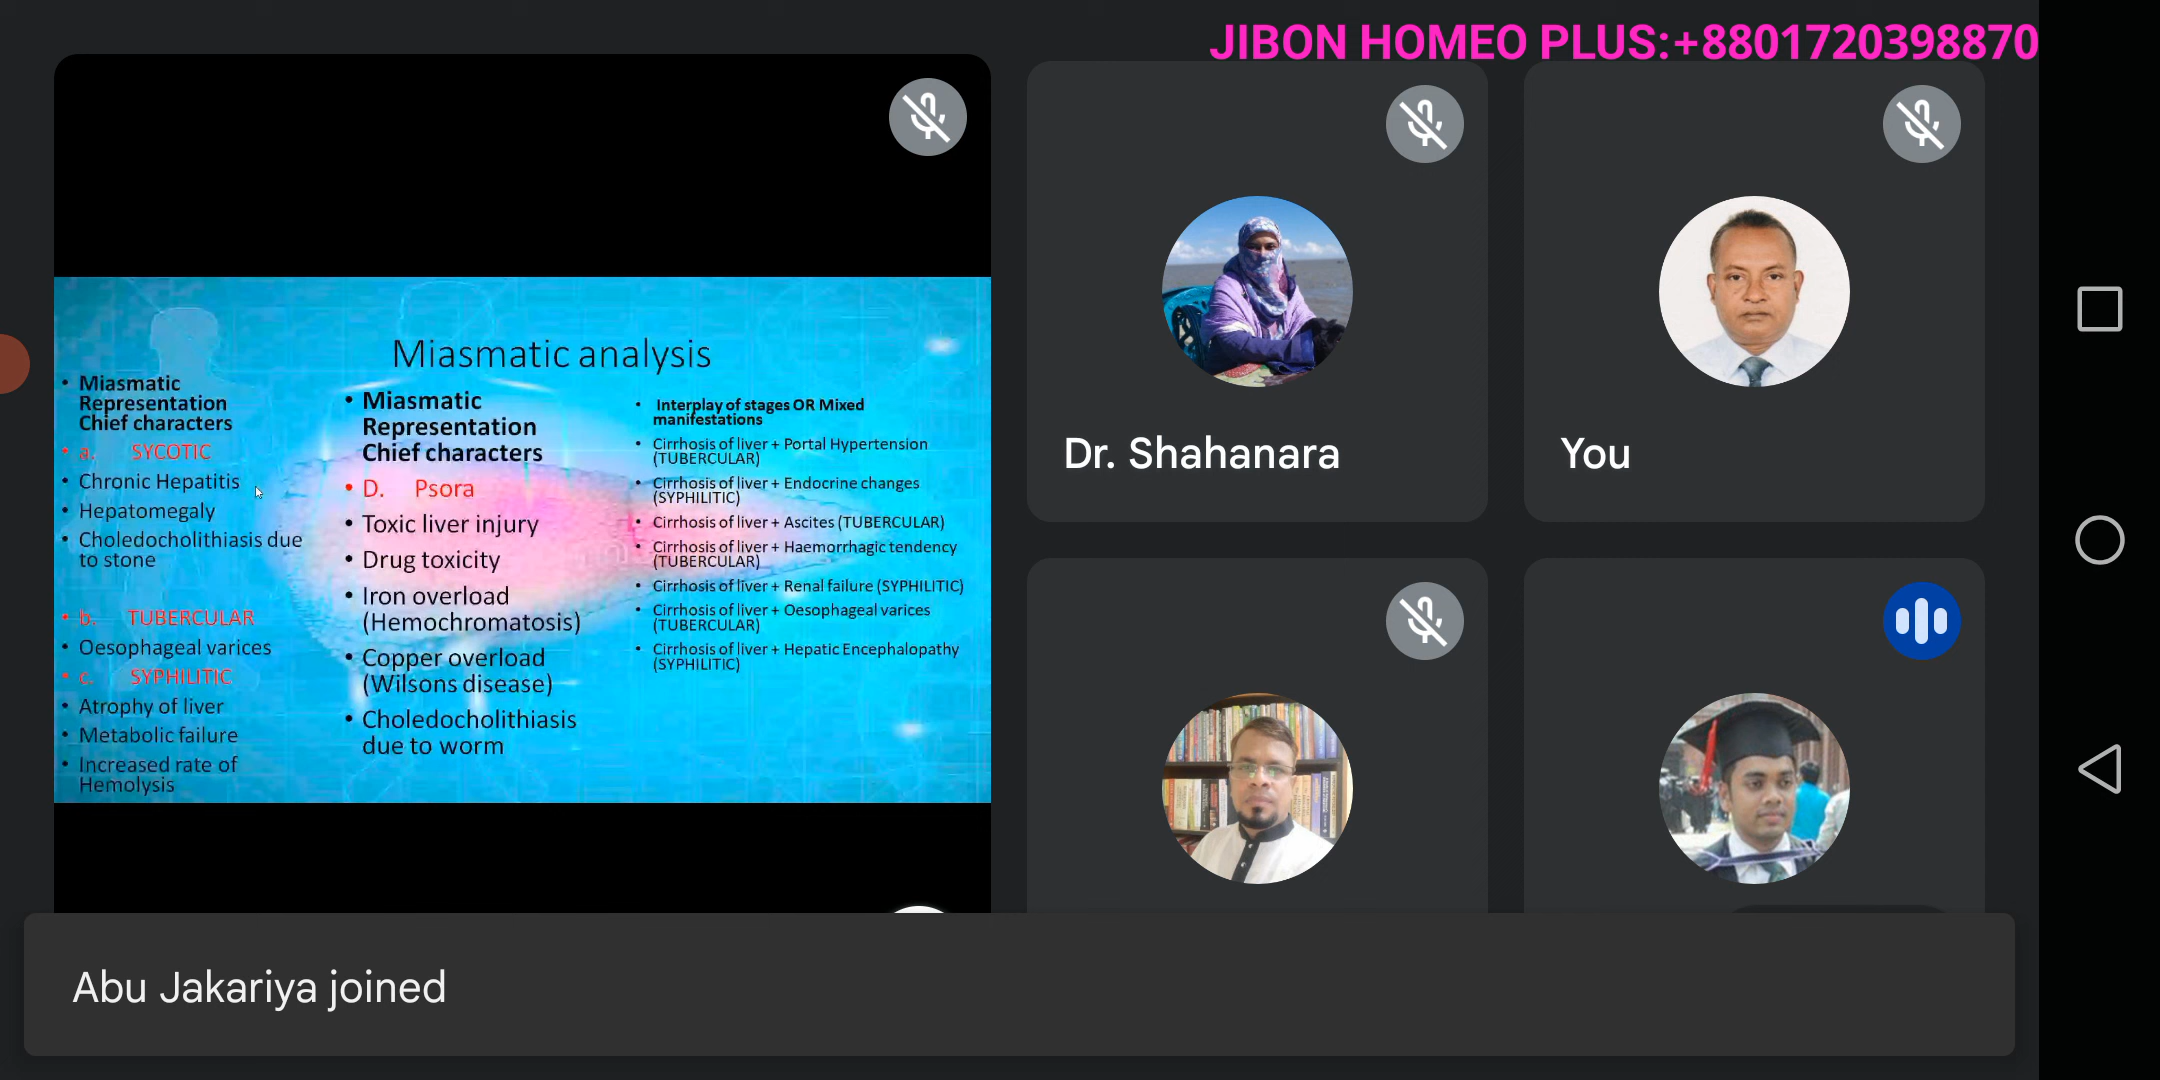 JIBON HOMEO PLUS:+8801720398870
Miasmatic analysis
• Miasmatic
Representation
Chief characters
• a. SYCOTIC
• Chronic Hepatitis
• Hepatomegaly
• Choledocholithiasis due
to stone
• b. TUBERCULAR
• Oesophageal varices
• c. SYPHILITIC
• Atrophy of liver
• Metabolic failure
• Increased rate of
Hemolysis
• Miasmatic
Representation
Chief characters
• D. Psora
• Toxic liver injury
• Drug toxicity
• Iron overload
(Hemochromatosis)
• Copper overload
(Wilsons disease)
• Choledocholithiasis
due to worm
• Interplay of stages OR Mixed
manifestations
• Cirrhosis of liver + Portal Hypertension
(TUBERCULAR)
• Cirrhosis of liver + Endocrine changes
(SYPHILITIC)
• Cirrhosis of liver + Ascites (TUBERCULAR)
• Cirrhosis of liver + Haemorrhagic tendency
(TUBERCULAR)
• Cirrhosis of liver + Renal failure (SYPHILITIC)
• Cirrhosis of liver + Oesophageal varices
(TUBERCULAR)
• Cirrhosis of liver + Hepatic Encephalopathy
(SYPHILITIC)
Dr. Shahanara
You
Abu Jakariya joined